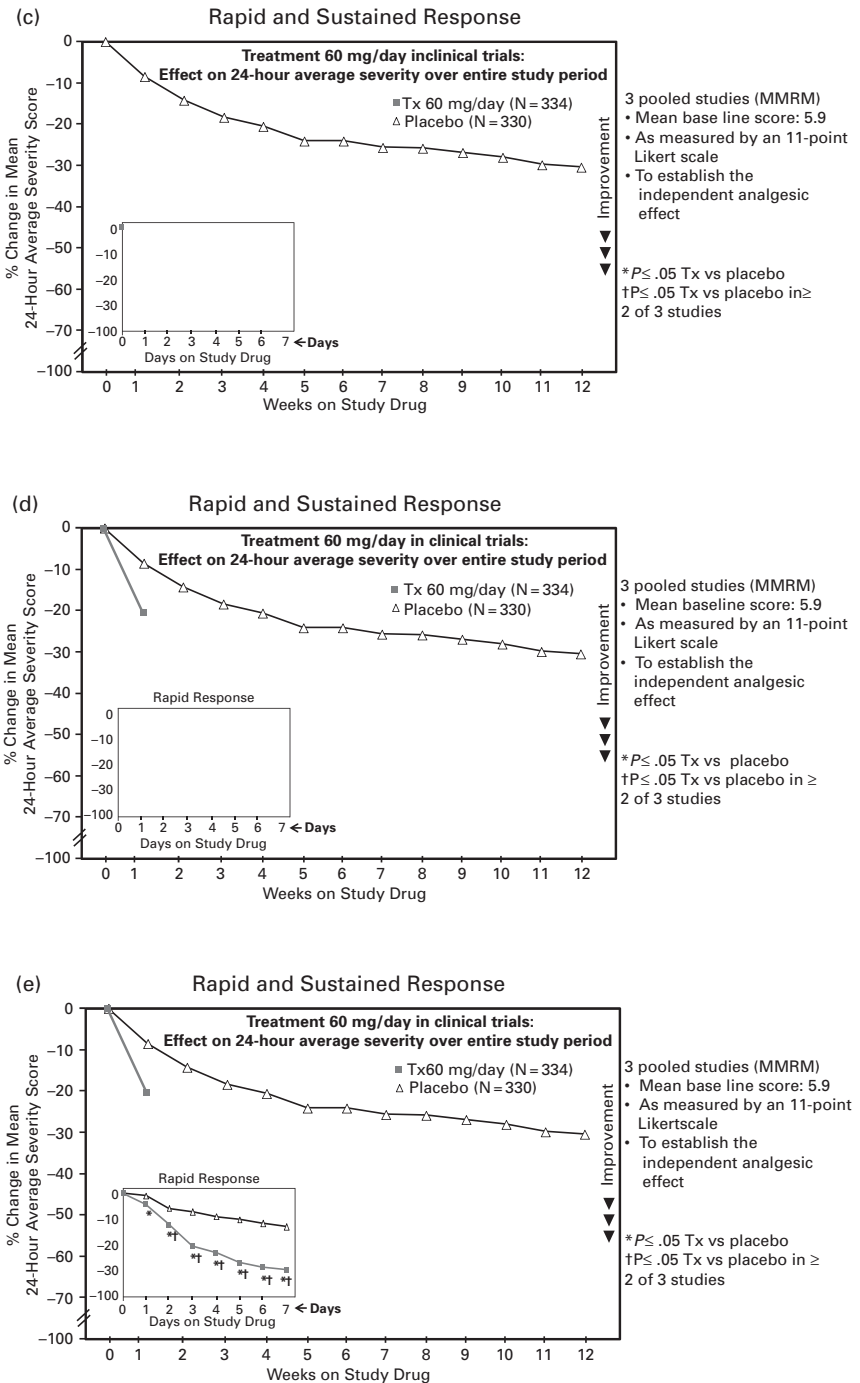 (c)
Rapid and Sustained Response
Treatment 60 mg/day inclinical trials:
Effect on 24-hour average severity over entire study period
Tx 60 mg/day (N = 334)
Placebo (N = 330)
% Change in Mean
24-Hour Average Severity Score
0
−10
−20
−30
−40
−50
−60
−70
−100
0
−10
−20
−30
−100
0 1 2 3 4 5 6 7 ← Days
Days on Study Drug
0 1 2 3 4 5 6 7 8 9 10 11 12
Weeks on Study Drug
Improvement
3 pooled studies (MMRM)
• Mean base line score: 5.9
• As measured by an 11-point
Likert scale
• To establish the
independent analgesic
effect
*P≤ .05 Tx vs placebo
†P≤ .05 Tx vs placebo in≥
2 of 3 studies
(d)
Rapid and Sustained Response
Treatment 60 mg/day in clinical trials:
Effect on 24-hour average severity over entire study period
Tx 60 mg/day (N = 334)
Placebo (N = 330)
% Change in Mean
24-Hour Average Severity Score
0
−10
−20
−30
−40
−50
−60
−70
−100
Rapid Response
0
−10
−20
−30
−100
0 1 2 3 4 5 6 7 ← Days
Days on Study Drug
0 1 2 3 4 5 6 7 8 9 10 11 12
Weeks on Study Drug
Improvement
3 pooled studies (MMRM)
• Mean baseline score: 5.9
• As measured by an 11-point
Likert scale
• To establish the
independent analgesic
effect
*P≤ .05 Tx vs placebo
†P≤ .05 Tx vs placebo in ≥
2 of 3 studies
(e)
Rapid and Sustained Response
Treatment 60 mg/day in clinical trials:
Effect on 24-hour average severity over entire study period
Tx60 mg/day (N = 334)
Placebo (N = 330)
% Change in Mean
24-Hour Average Severity Score
0
−10
−20
−30
−40
−50
−60
−70
−100
Rapid Response
0
−10
−20
−30
−100
* *† *† *† *† *† *†
0 1 2 3 4 5 6 7 ← Days
Days on Study Drug
0 1 2 3 4 5 6 7 8 9 10 11 12
Weeks on Study Drug
Improvement
3 pooled studies (MMRM)
• Mean base line score: 5.9
• As measured by an 11-point
Likertscale
• To establish the
independent analgesic
effect
*P≤ .05 Tx vs placebo
†P≤ .05 Tx vs placebo in ≥
2 of 3 studies